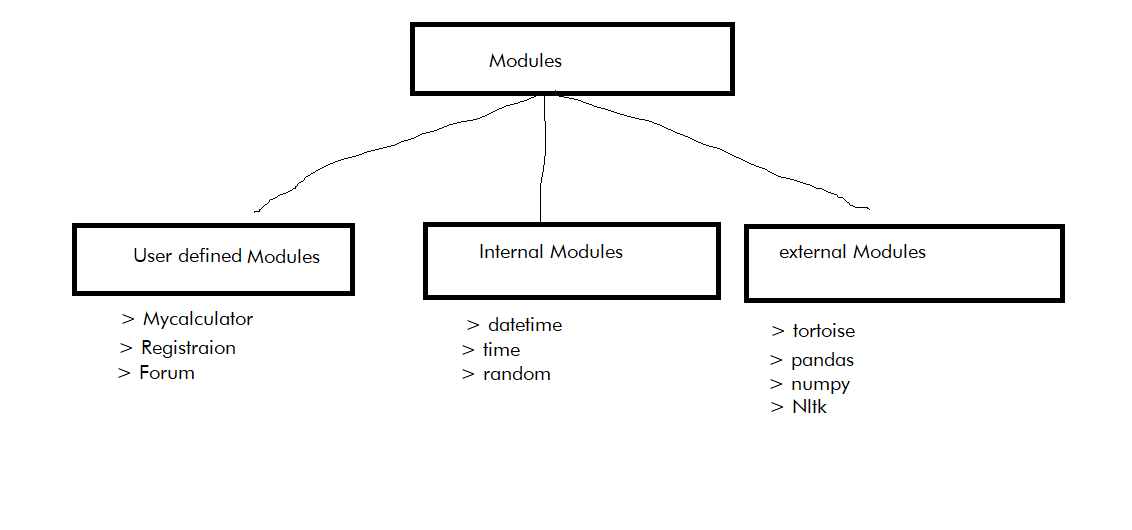 Modules
User defined Modules
> Mycalculator
> Registraion
> Forum
Internal Modules
> datetime
> time
> random
external Modules
> tortoise
> pandas
> numpy
> Nltk